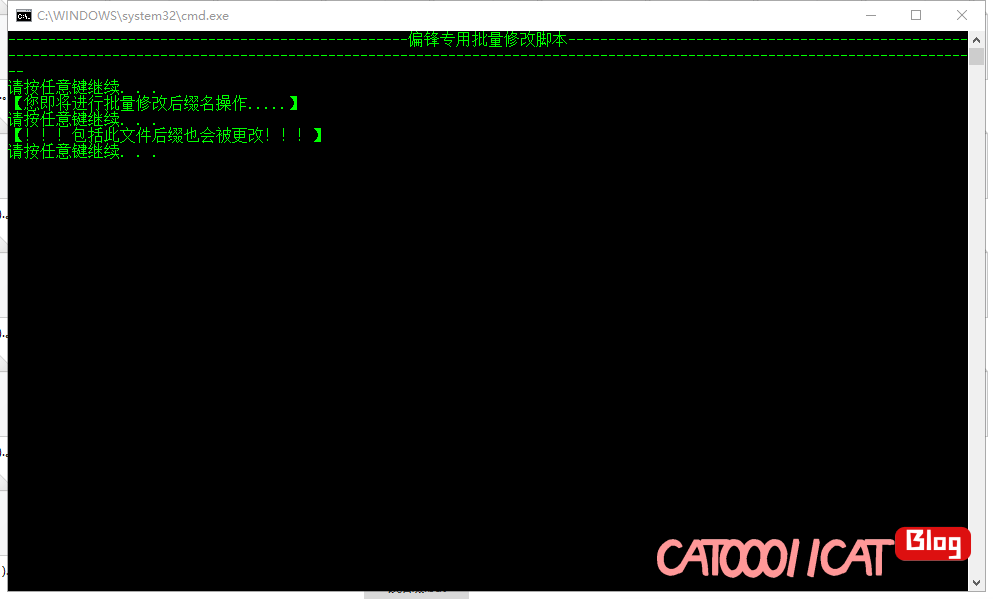 C:\WINDOWS\system32\cmd.exe
--------------------------------------------------偏锋专用批量修改脚本--------------------------------------------------
------------------------------------------------------------------------------------------------------------------------
--
请按任意键继续. . .
【您即将进行批量修改后缀名操作.....】
请按任意键继续. . .
【！！！包括此文件后缀也会被更改！！！】
请按任意键继续. . .
CATOOO11CAT Blog